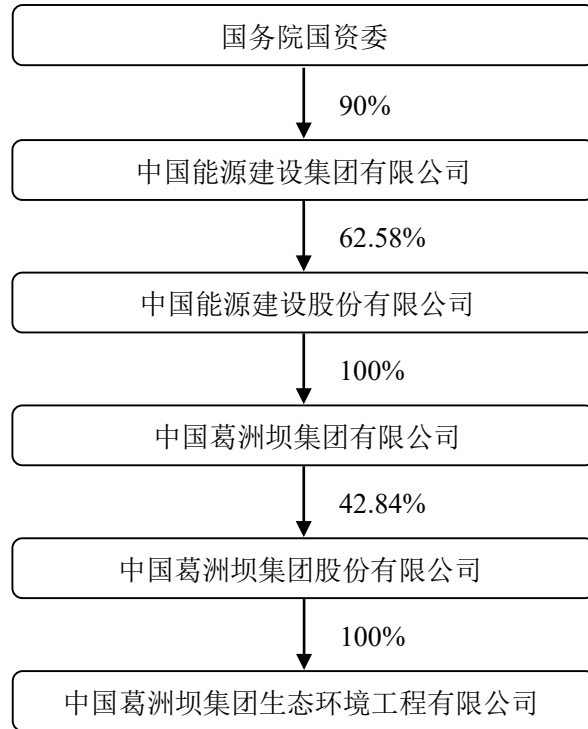 国务院国资委
90%
中国能源建设集团有限公司
62.58%
中国能源建设股份有限公司
100%
中国葛洲坝集团有限公司
42.84%
中国葛洲坝集团股份有限公司
100%
中国葛洲坝集团生态环境工程有限公司